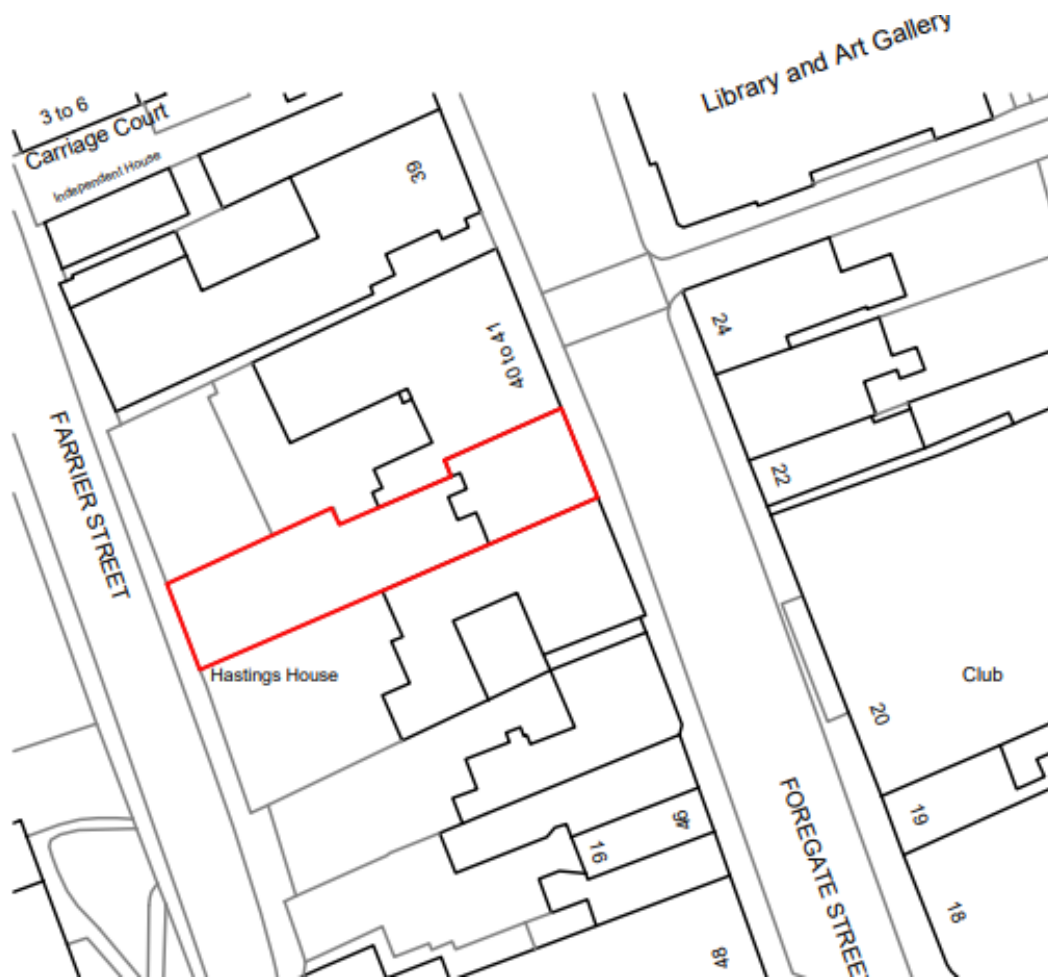 Library and Art Gallery
3 to 6
Carriage Court
Independent House
39
40 to 41
24
22
FARRIER STREET
Hastings House
Club
20
FOREGATE STREET
19
46
16
18
48